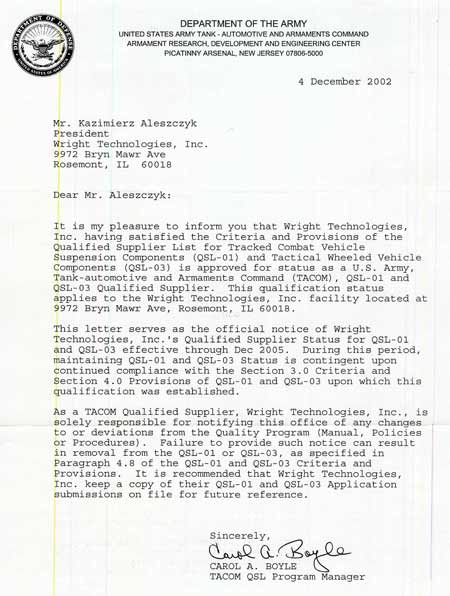 DEPARTMENT OF THE ARMY
UNITED STATES ARMY TANK - AUTOMOTIVE AND ARMAMENTS COMMAND
ARMAMENT RESEARCH, DEVELOPMENT AND ENGINEERING CENTER
PICATINNY ARSENAL, NEW JERSEY 07806-5000
DEPARTMENT OF DEFENSE
UNITED STATES OF AMERICA
4 December 2002
Mr. Kazimierz Aleszczyk
President
Wright Technologies, Inc.
9972 Bryn Mawr Ave
Rosemont, IL 60018
Dear Mr. Aleszczyk:
It is my pleasure to inform you that Wright Technologies,
Inc. having satisfied the Criteria and Provisions of the
Qualified Supplier List for Tracked Combat Vehicle
Suspension Components (QSL-01) and Tactical Wheeled Vehicle
Components (QSL-03) is approved for status as a U.S. Army,
Tank-automotive and Armaments Command (TACOM), QSL-01 and
QSL-03 Qualified Supplier. This qualification status
applies to the Wright Technologies, Inc. facility located at
9972 Bryn Mawr Ave, Rosemont, IL 60018.
This letter serves as the official notice of Wright
Technologies, Inc.'s Qualified Supplier Status for QSL-01
and QSL-03 effective through Dec 2005. During this period,
maintaining QSL-01 and QSL-03 Status is contingent upon
continued compliance with the Section 3.0 Criteria and
Section 4.0 Provisions of QSL-01 and QSL-03 upon which this
qualification was established.
As a TACOM Qualified Supplier, Wright Technologies, Inc., is
solely responsible for notifying this office of any changes
to or deviations from the Quality Program (Manual, Policies
or Procedures). Failure to provide such notice can result
in removal from the QSL-01 or QSL-03, as specified in
Paragraph 4.8 of the QSL-01 and QSL-03 Criteria and
Provisions. It is recommended that Wright Technologies,
Inc. keep a copy of their QSL-01 and QSL-03 Application
submissions on file for future reference.
Sincerely,
Carol A. Boyle
CAROL A. BOYLE
TACOM QSL Program Manager